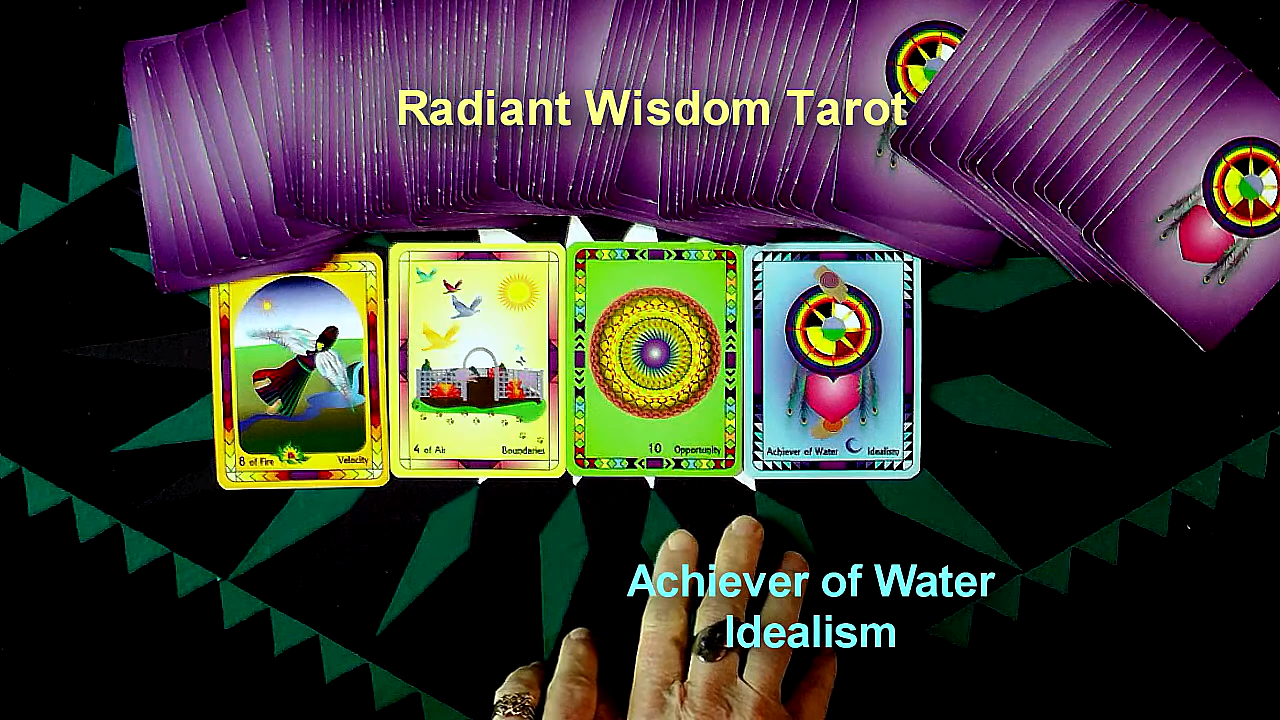 Radiant Wisdom Tarot
8 of Fire Velocity
4 of Air Boundaries
10 Opportunity
Achiever of Water Idealism
Achiever of Water
Idealism